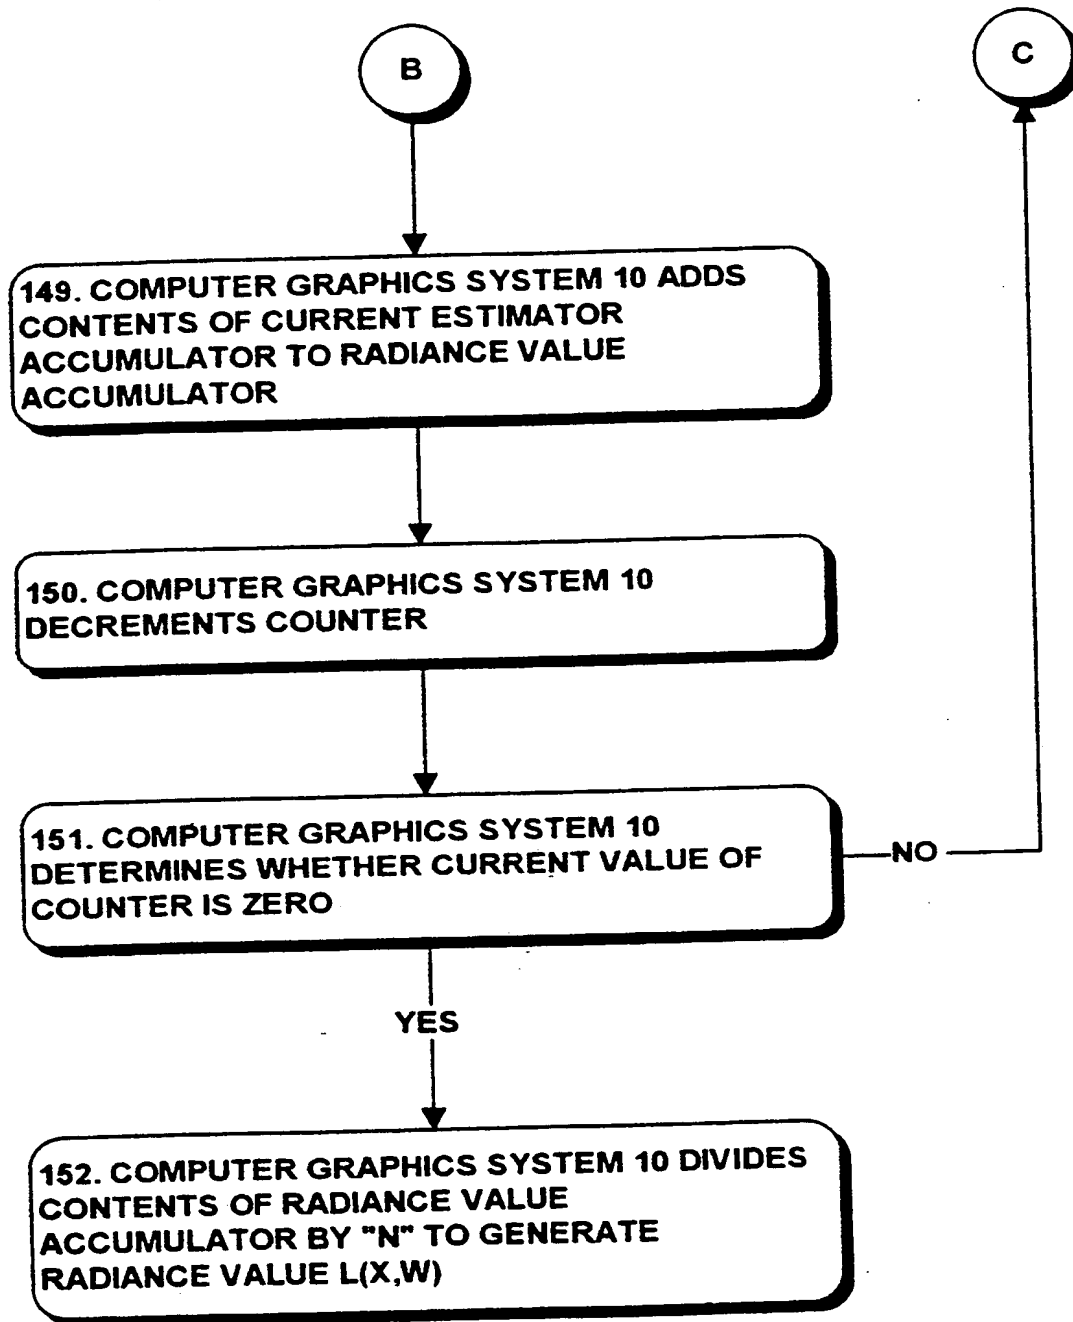 B
C
149. COMPUTER GRAPHICS SYSTEM 10 ADDS
CONTENTS OF CURRENT ESTIMATOR
ACCUMULATOR TO RADIANCE VALUE
ACCUMULATOR
150. COMPUTER GRAPHICS SYSTEM 10
DECREMENTS COUNTER
151. COMPUTER GRAPHICS SYSTEM 10
DETERMINES WHETHER CURRENT VALUE OF
COUNTER IS ZERO
NO
YES
152. COMPUTER GRAPHICS SYSTEM 10 DIVIDES
CONTENTS OF RADIANCE VALUE
ACCUMULATOR BY "N" TO GENERATE
RADIANCE VALUE L(X,W)